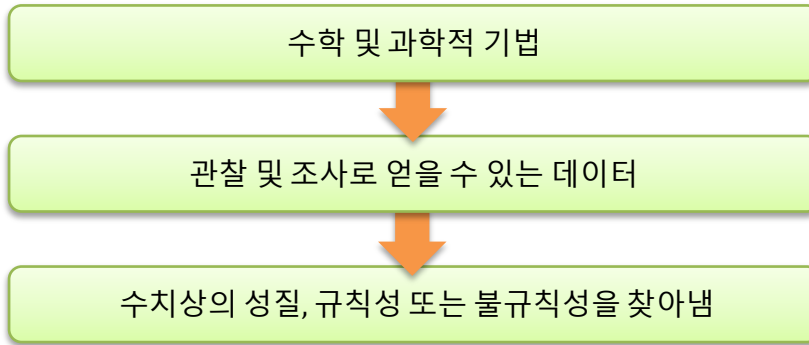 수학 및 과학적 기법
관찰 및 조사로 얻을 수 있는 데이터
수치상의 성질, 규칙성 또는 불규칙성을 찾아냄